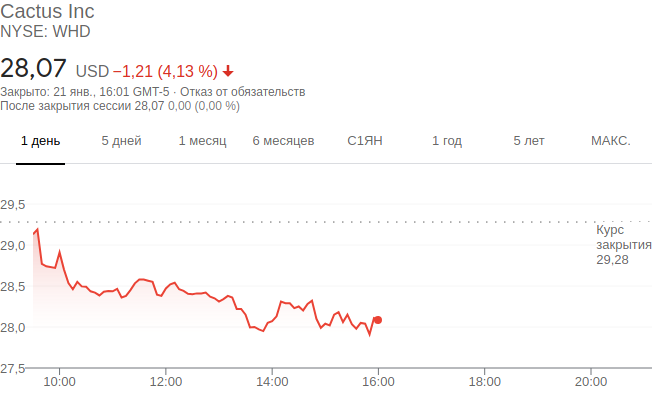 Cactus Inc
NYSE: WHD
28,07 USD −1,21 (4,13 %)
Закрыто: 21 янв., 16:01 GMT-5 · Отказ от обязательств
После закрытия сессии 28,07 0,00 (0,00 %)
1 день 5 дней 1 месяц 6 месяцев С1ЯН 1 год 5 лет МАКС.
29,5
Курс
29,0 закрытия
29,28
28,5
28,0
27,5
10:00 12:00 14:00 16:00 18:00 20:00